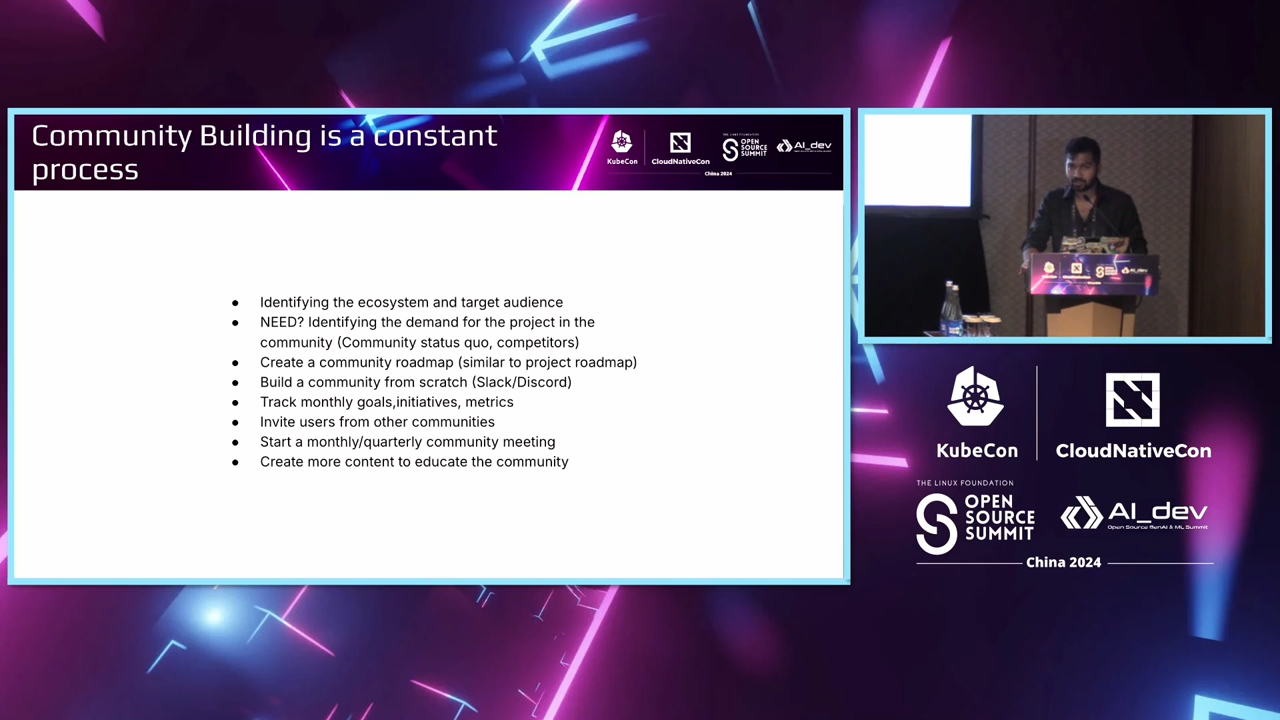 Community Building is a constant
process
KubeCon
CloudNativeCon
THE LINUX FOUNDATION
OPEN
SOURCE
SUMMIT
AI_dev
China 2024
● Identifying the ecosystem and target audience
● NEED? Identifying the demand for the project in the
community (Community status quo, competitors)
● Create a community roadmap (similar to project roadmap)
● Build a community from scratch (Slack/Discord)
● Track monthly goals,initiatives, metrics
● Invite users from other communities
● Start a monthly/quarterly community meeting
● Create more content to educate the community
KubeCon
CloudNativeCon
THE LINUX FOUNDATION
OPEN
SOURCE
SUMMIT
AI_dev
Open Source GenAI & ML Summit
China 2024